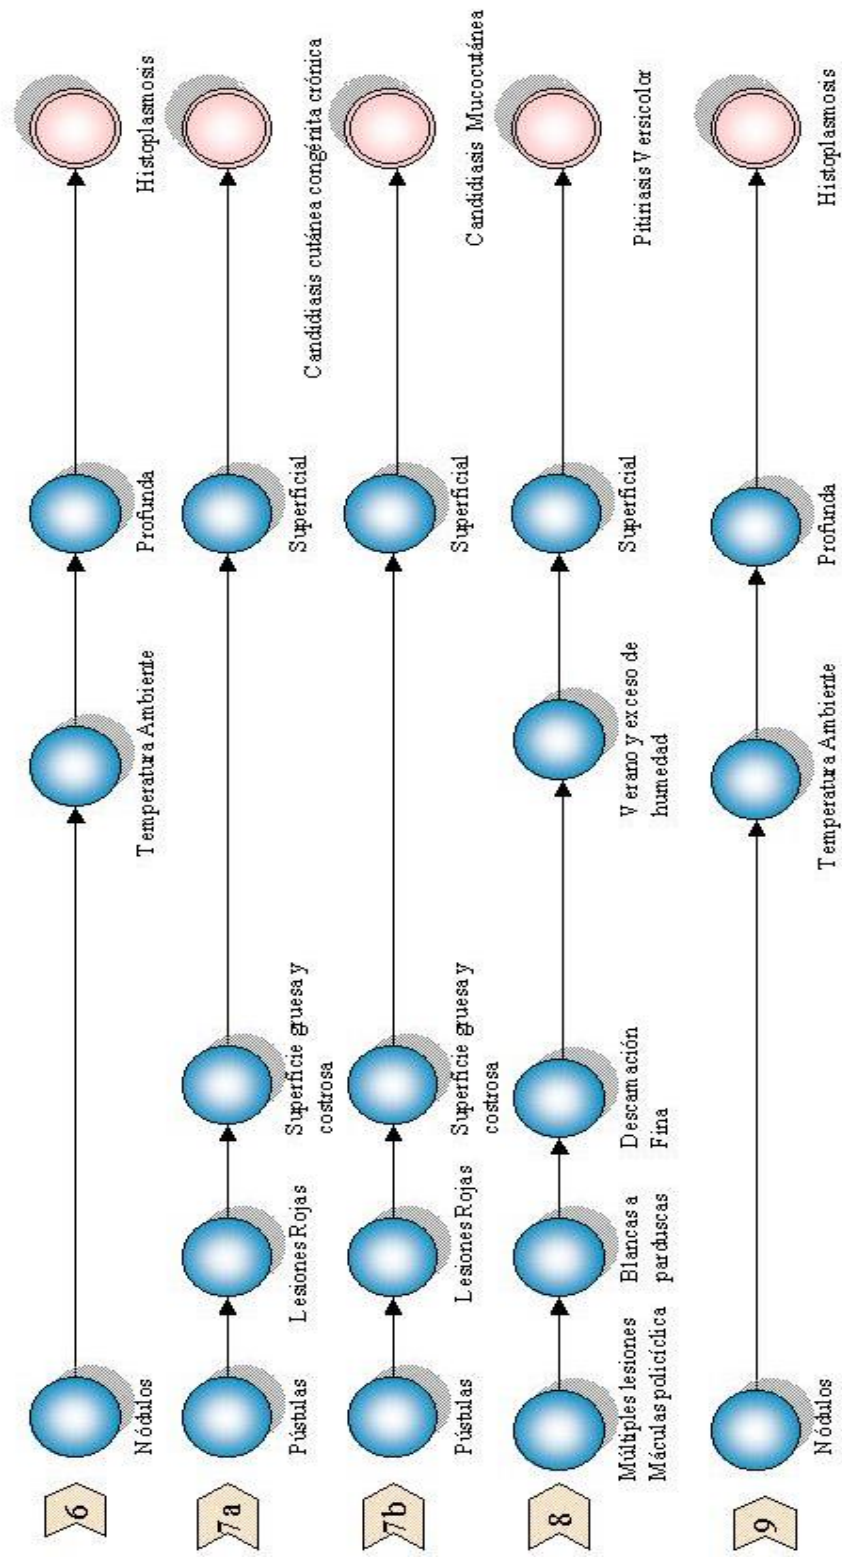 6
Nódulos
Temperatura Ambiente
Profunda
Histoplasmosis
7a
Pústulas
Lesiones Rojas
Superficie gruesa y
costrosa
Superficial
Candidiasis cutánea congénita crónica
7b
Pústulas
Lesiones Rojas
Superficie gruesa y
costrosa
Superficial
Candidiasis Mucocutánea
8
Múltiples lesiones
Máculas policíclica
Blancas a
parduscas
Descamación
Fina
Verano y exceso de
humedad
Superficial
Pitiriasis Versicolor
9
Nódulos
Temperatura Ambiente
Profunda
Histoplasmosis